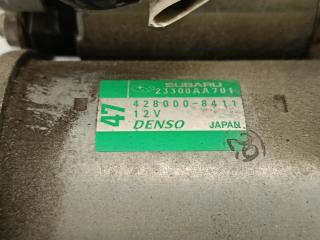 SUBARU
23300AA701
47
428000-8411
12V
DENSO JAPAN